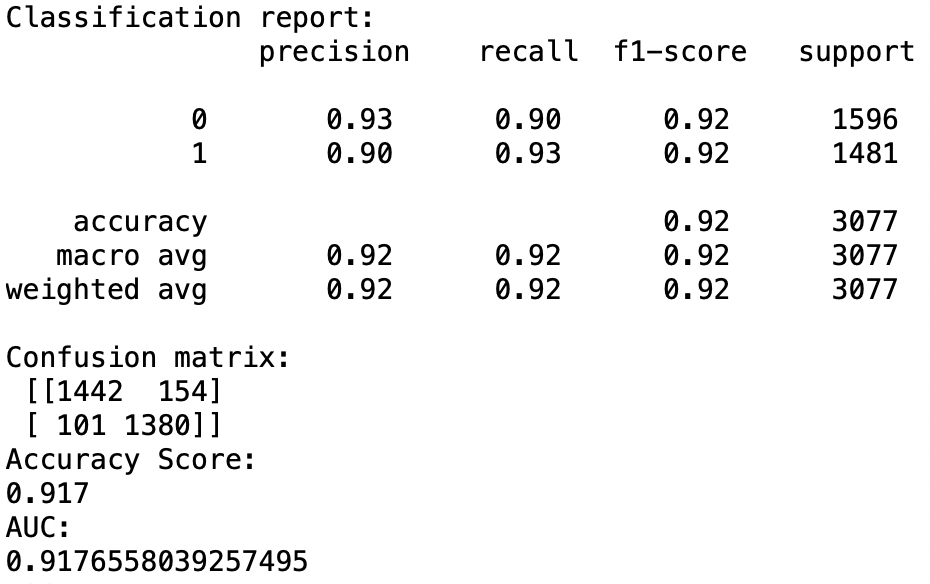 Classification report:
              precision    recall  f1-score   support

           0       0.93      0.90      0.92      1596
           1       0.90      0.93      0.92      1481

    accuracy                           0.92      3077
   macro avg       0.92      0.92      0.92      3077
weighted avg       0.92      0.92      0.92      3077

Confusion matrix:
 [[1442  154]
 [ 101 1380]]
Accuracy Score:
0.917
AUC:
0.9176558039257495